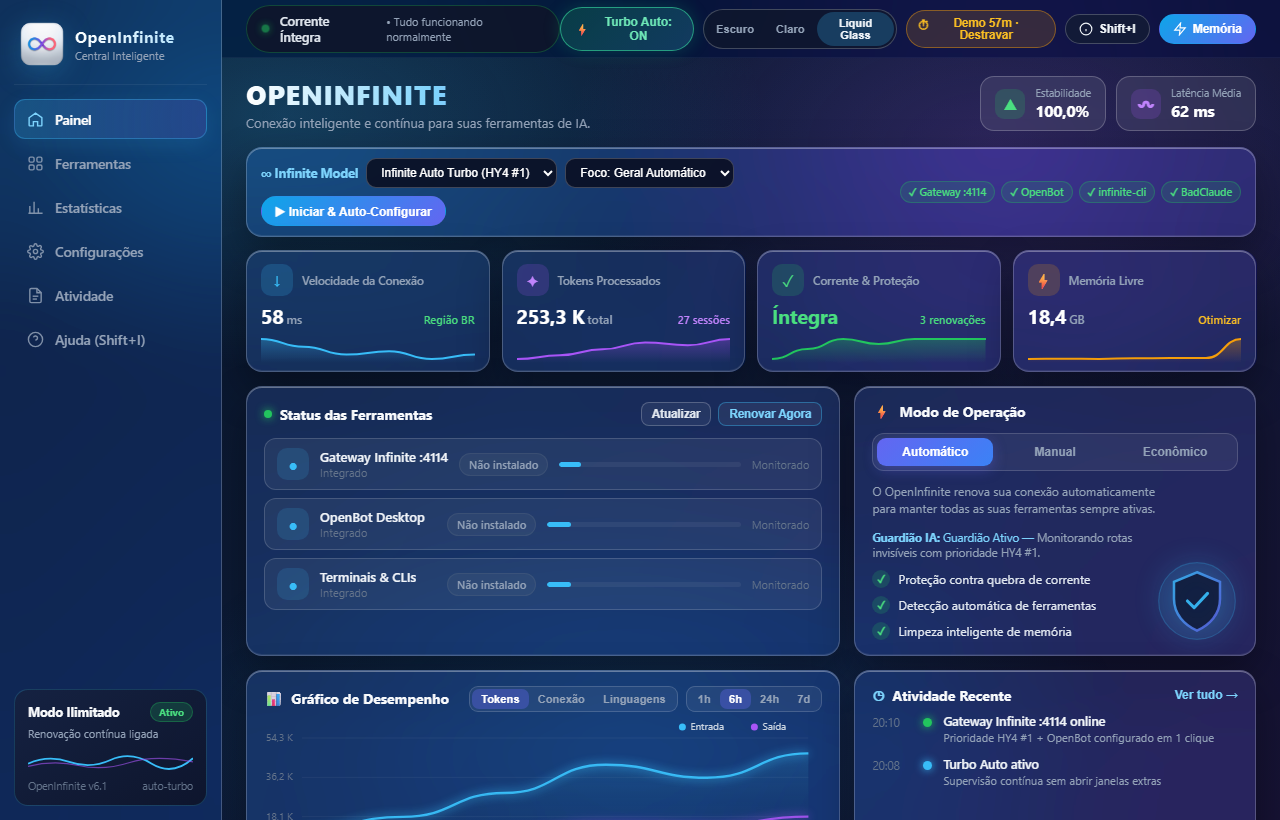 OpenInfinite
Central Inteligente
Painel
Ferramentas
Estatísticas
Configurações
Atividade
Ajuda (Shift+I)
Modo Ilimitado
Ativo
Renovação contínua ligada
OpenInfinite v6.1
auto-turbo
Corrente
Íntegra
• Tudo funcionando
normalmente
Turbo Auto:
ON
Escuro
Claro
Liquid
Glass
Demo 57m ·
Destravar
Shift+I
Memória
OPENINFINITE
Conexão inteligente e contínua para suas ferramentas de IA.
Estabilidade
100,0%
Latência Média
62 ms
∞ Infinite Model
Infinite Auto Turbo (HY4 #1)
Foco: Geral Automático
▶ Iniciar & Auto-Configurar
✓ Gateway :4114
✓ OpenBot
✓ infinite-cli
✓ BadClaude
Velocidade da Conexão
58 ms
Região BR
Tokens Processados
253,3 K total
27 sessões
Corrente & Proteção
Íntegra
3 renovações
Memória Livre
18,4 GB
Otimizar
Status das Ferramentas
Atualizar
Renovar Agora
Gateway Infinite :4114
Integrado
Não instalado
Monitorado
OpenBot Desktop
Integrado
Não instalado
Monitorado
Terminais & CLIs
Integrado
Não instalado
Monitorado
Modo de Operação
Automático
Manual
Econômico
O OpenInfinite renova sua conexão automaticamente
para manter todas as suas ferramentas sempre ativas.
Guardião IA: Guardião Ativo — Monitorando rotas
invisíveis com prioridade HY4 #1.
✓ Proteção contra quebra de corrente
✓ Detecção automática de ferramentas
✓ Limpeza inteligente de memória
Gráfico de Desempenho
Tokens
Conexão
Linguagens
1h
6h
24h
7d
Entrada
Saída
54,3 K
36,2 K
18,1 K
Atividade Recente
Ver tudo →
20:10
Gateway Infinite :4114 online
Prioridade HY4 #1 + OpenBot configurado em 1 clique
20:08
Turbo Auto ativo
Supervisão contínua sem abrir janelas extras